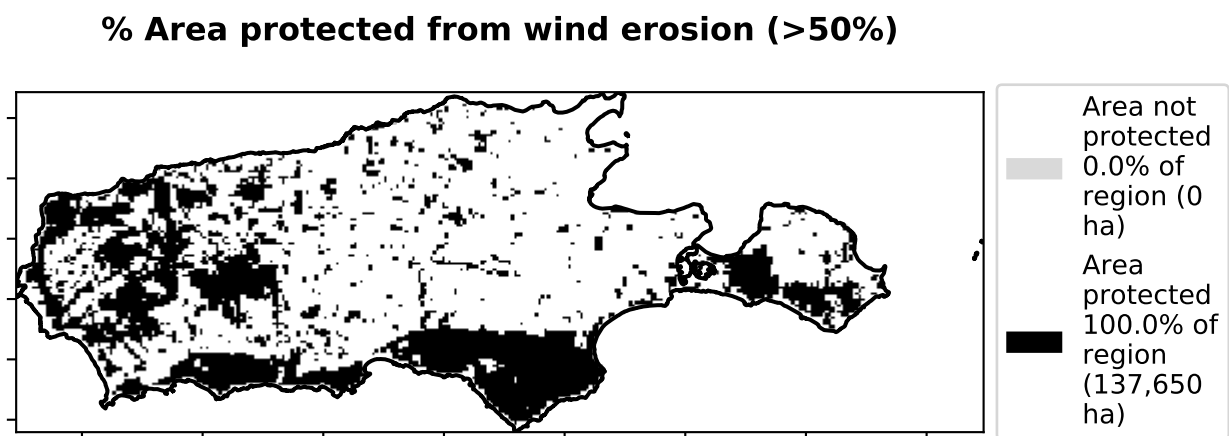 % Area protected from wind erosion (>50%)
Area not
protected
0.0% of
region (0
ha)
Area
protected
100.0% of
region
(137,650
ha)